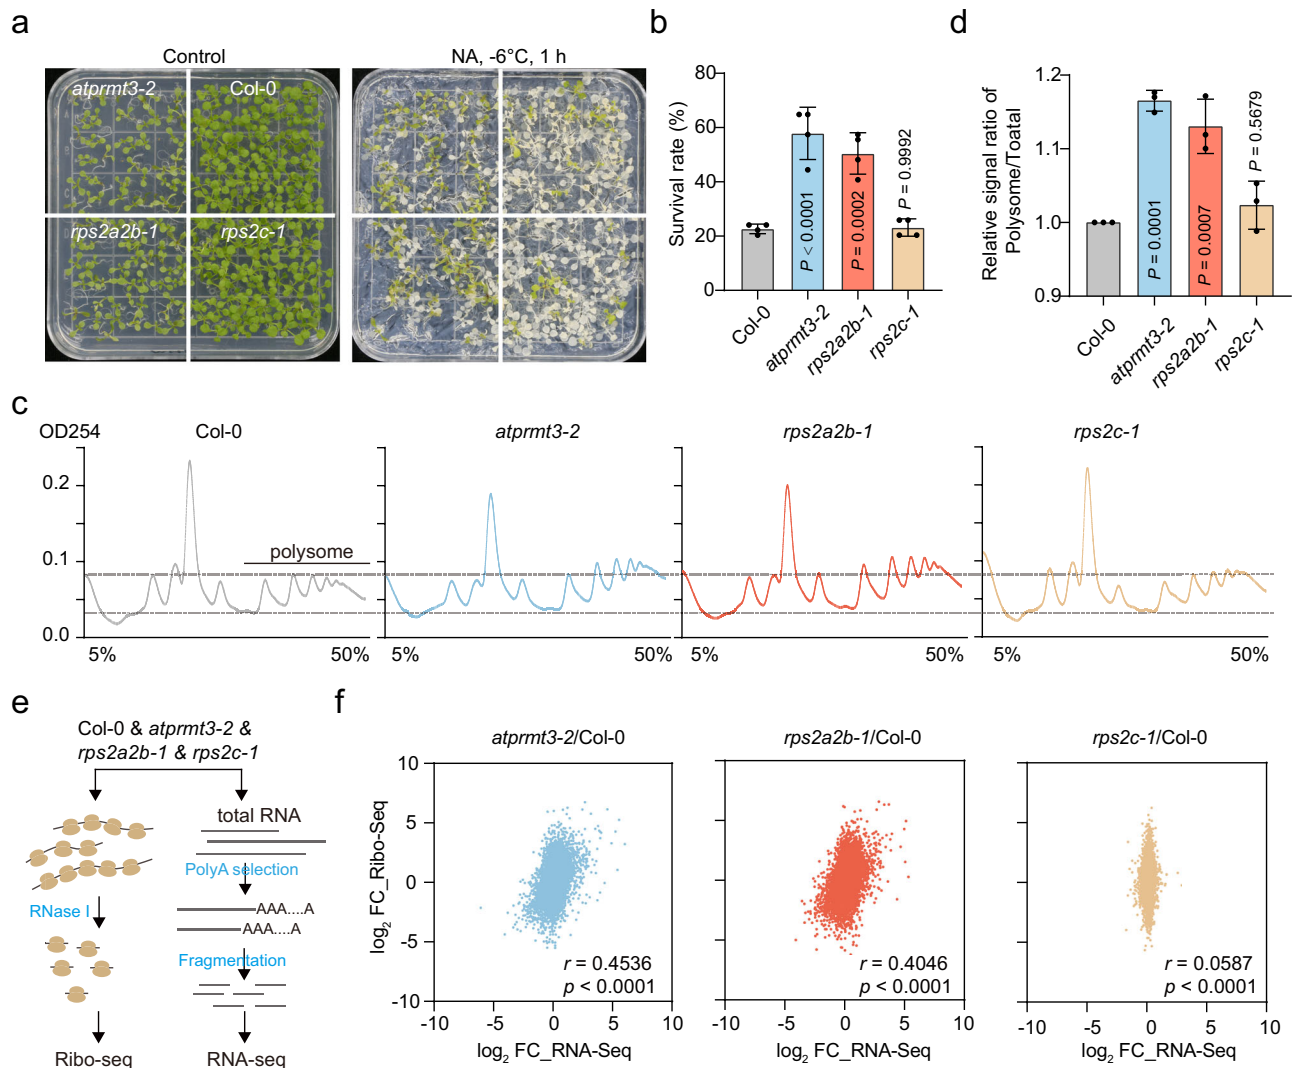 a
Control
NA, -6°C, 1 h
atprmt3-2
Col-0
rps2a2b-1
rps2c-1
b
Survival rate (%)
80
60
40
20
0
P < 0.0001
P = 0.0002
P = 0.9992
Col-0
atprmt3-2
rps2a2b-1
rps2c-1
d
Relative signal ratio of
Polysome/Toatal
1.2
1.1
1.0
0.9
P = 0.0001
P = 0.0007
P = 0.5679
Col-0
atprmt3-2
rps2a2b-1
rps2c-1
c
OD254
Col-0
atprmt3-2
rps2a2b-1
rps2c-1
0.2
0.1
0.0
polysome
5%
50%
5%
50%
5%
50%
5%
50%
e
Col-0 & atprmt3-2 &
rps2a2b-1 & rps2c-1
total RNA
PolyA selection
RNase I
AAA....A
AAA....A
Fragmentation
Ribo-seq
RNA-seq
f
atprmt3-2/Col-0
rps2a2b-1/Col-0
rps2c-1/Col-0
log2 FC_Ribo-Seq
10
5
0
-5
-10
r = 0.4536
p < 0.0001
r = 0.4046
p < 0.0001
r = 0.0587
p < 0.0001
-10
-5
0
5
10
-10
-5
0
5
10
-10
-5
0
5
10
log2 FC_RNA-Seq
log2 FC_RNA-Seq
log2 FC_RNA-Seq